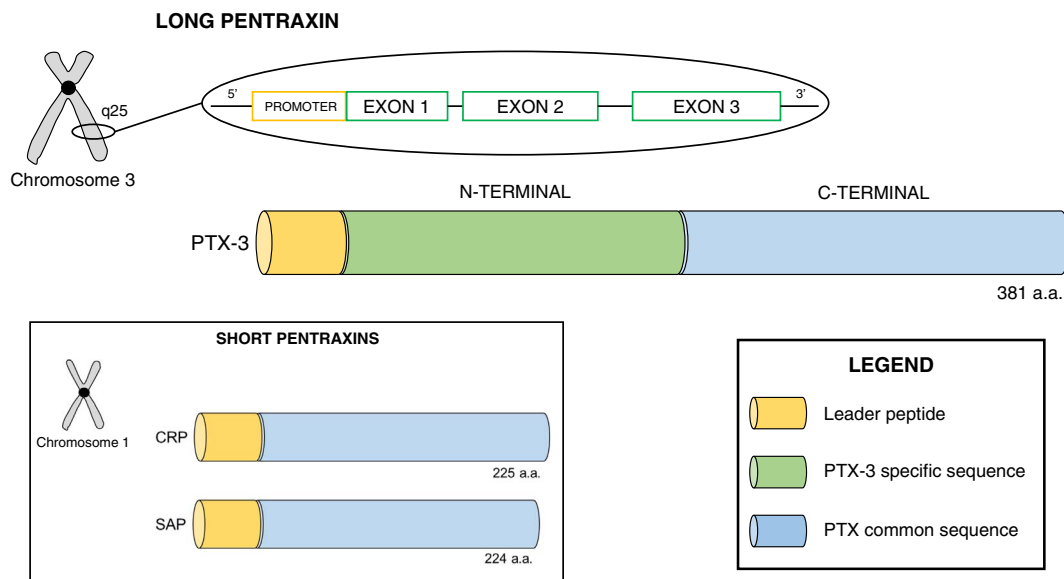 LONG PENTRAXIN
5'
3'
PROMOTER
EXON 1
EXON 2
EXON 3
q25
Chromosome 3
N-TERMINAL
C-TERMINAL
PTX-3
381 a.a.
SHORT PENTRAXINS
Chromosome 1
CRP
225 a.a.
SAP
224 a.a.
LEGEND
Leader peptide
PTX-3 specific sequence
PTX common sequence